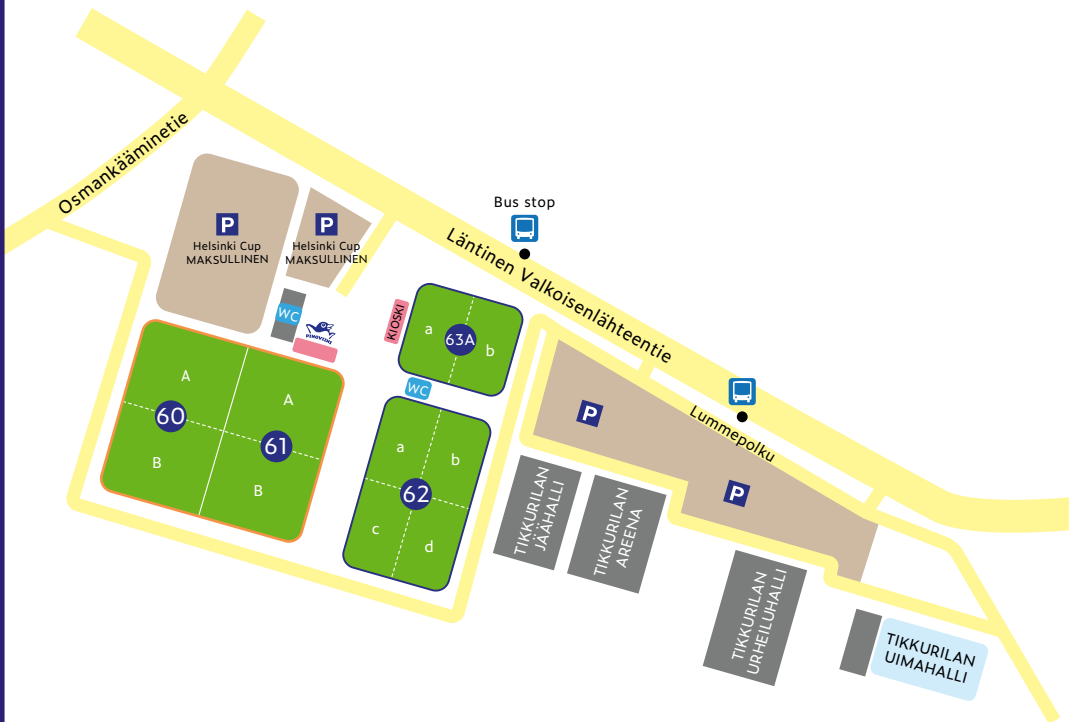 Osmankääminetie
P
Helsinki Cup
MAKSULLINEN
P
Helsinki Cup
MAKSULLINEN
Bus stop
Läntinen Valkoisenlähteentie
WC
KIOSKI
a
63A
b
WC
A
A
60
61
B
B
a
b
62
c
d
P
Lummepolku
P
TIKKURILAN
JÄÄHALLI
TIKKURILAN
AREENA
TIKKURILAN
URHEILUHALLI
TIKKURILAN
UIMAHALLI